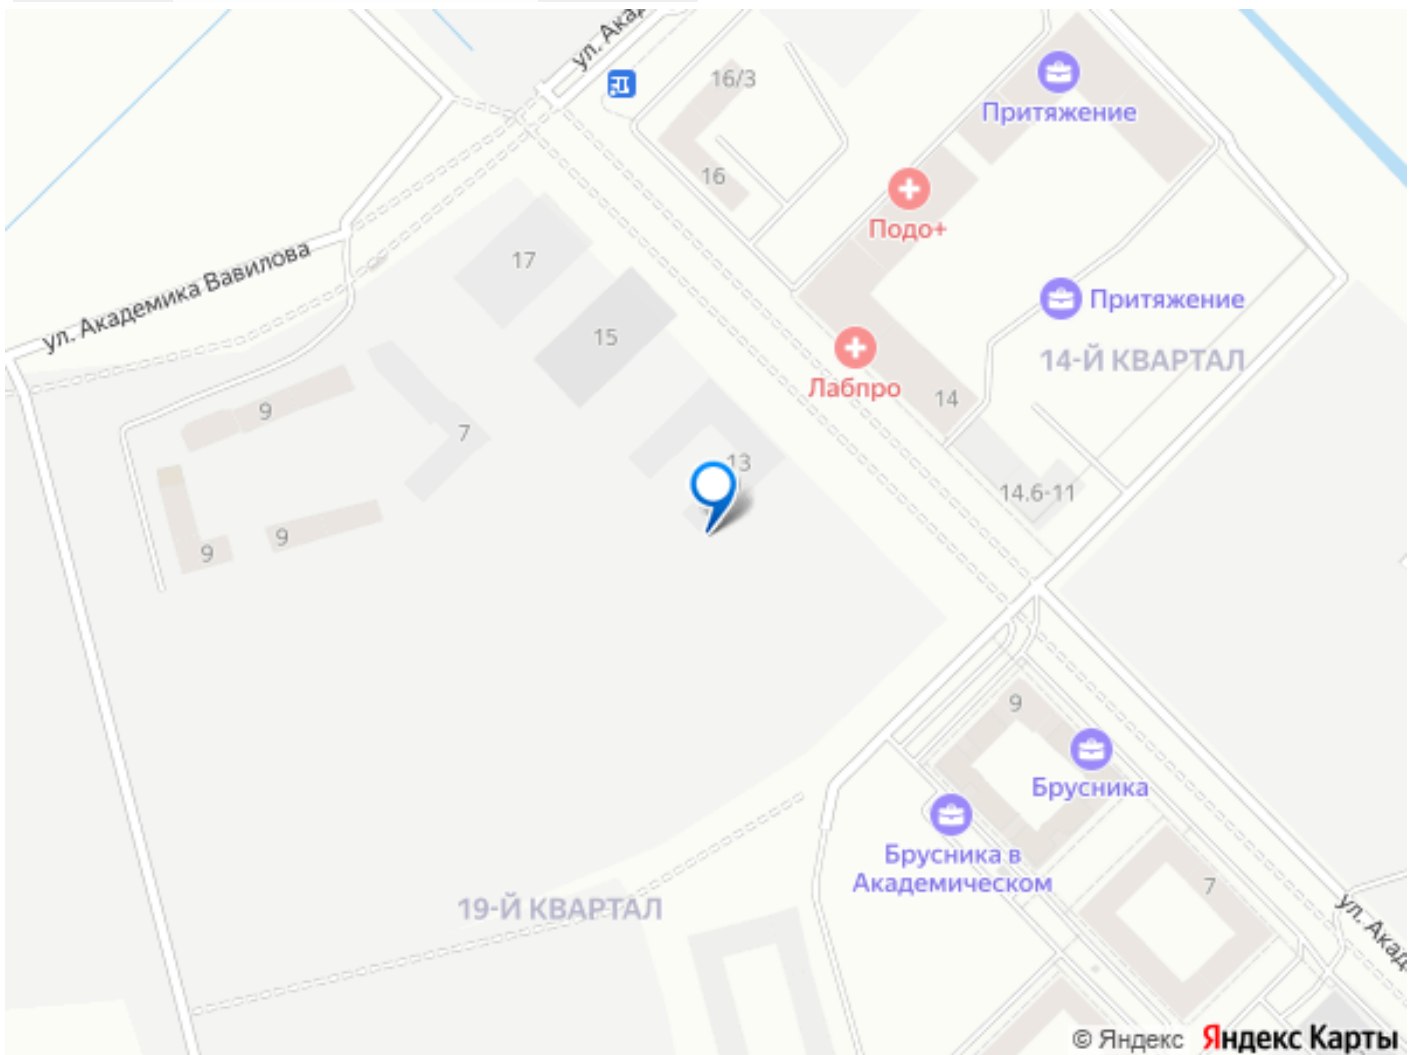 ул. Ака
16/3
Притяжение
16
Подо+
17
ул. Академика Вавилова
Притяжение
15
14-Й КВАРТАЛ
Лабпро
14
9
7
13
14.6-11
9
9
9
Брусника
Брусника в
Академическом
7
19-Й КВАРТАЛ
ул. Акад
© Яндекс Яндекс Карты